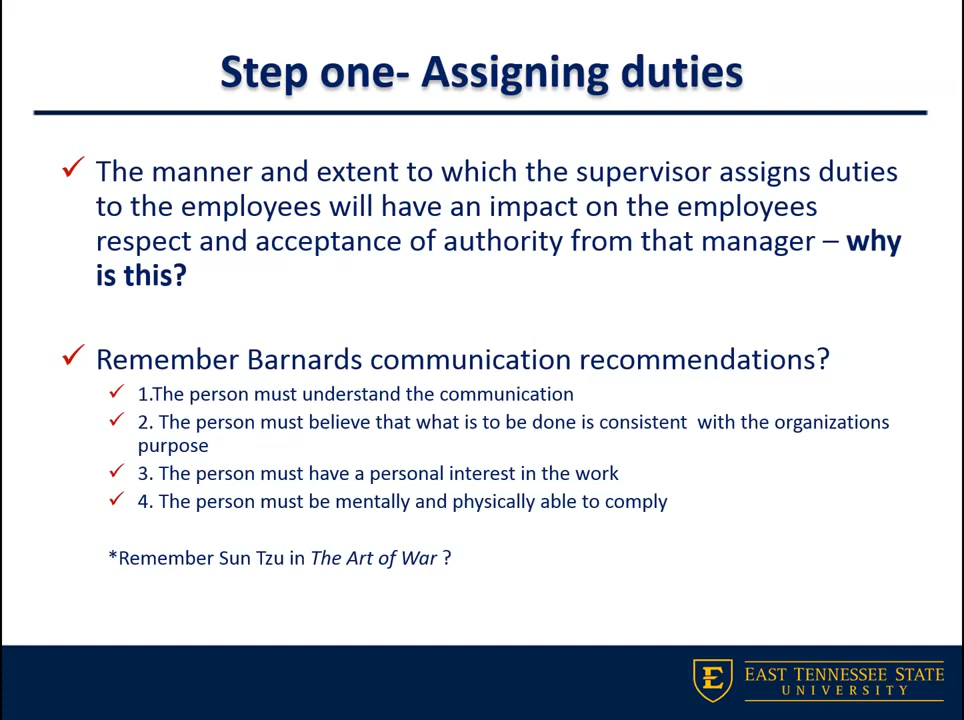 Step one- Assigning duties
✓ The manner and extent to which the supervisor assigns duties
to the employees will have an impact on the employees
respect and acceptance of authority from that manager – why
is this?
✓ Remember Barnards communication recommendations?
✓ 1.The person must understand the communication
✓ 2. The person must believe that what is to be done is consistent with the organizations
purpose
✓ 3. The person must have a personal interest in the work
✓ 4. The person must be mentally and physically able to comply
*Remember Sun Tzu in The Art of War ?
E
EAST TENNESSEE STATE
UNIVERSITY